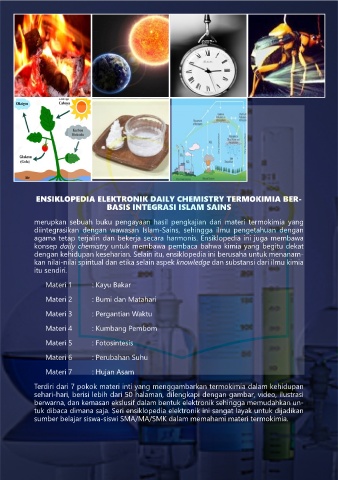 Oksigen
Cahaya
Karbon
Dioksida
Glukosa
(Gula)
ENSIKLOPEDIA ELEKTRONIK DAILY CHEMISTRY TERMOKIMIA BER-
BASIS INTEGRASI ISLAM SAINS
merupkan sebuah buku pengayaan hasil pengkajian dari materi termokimia yang
diintegrasikan dengan wawasan Islam-Sains, sehingga ilmu pengetahuan dengan
agama tetap terjalin dan bekerja secara harmonis. Ensiklopedia ini juga membawa
konsep daily chemistry untuk membawa pembaca bahwa kimia yang begitu dekat
dengan kehidupan keseharian. Selain itu, ensiklopedia ini berusaha untuk menanam-
kan nilai-nilai spiritual dan etika selain aspek knowledge dan substansi dari ilmu kimia
itu sendiri.
Materi 1 : Kayu Bakar
Materi 2 : Bumi dan Matahari
Materi 3 : Pergantian Waktu
Materi 4 : Kumbang Pembom
Materi 5 : Fotosintesis
Materi 6 : Perubahan Suhu
Materi 7 : Hujan Asam
Terdiri dari 7 pokok materi inti yang menggambarkan termokimia dalam kehidupan
sehari-hari, berisi lebih dari 50 halaman, dilengkapi dengan gambar, video, ilustrasi
berwarna, dan kemasan ekslusif dalam bentuk elektronik sehingga memudahkan un-
tuk dibaca dimana saja. Seri ensiklopedia elektronik ini sangat layak untuk dijadikan
sumber belajar siswa-siswi SMA/MA/SMK dalam memahami materi termokimia.